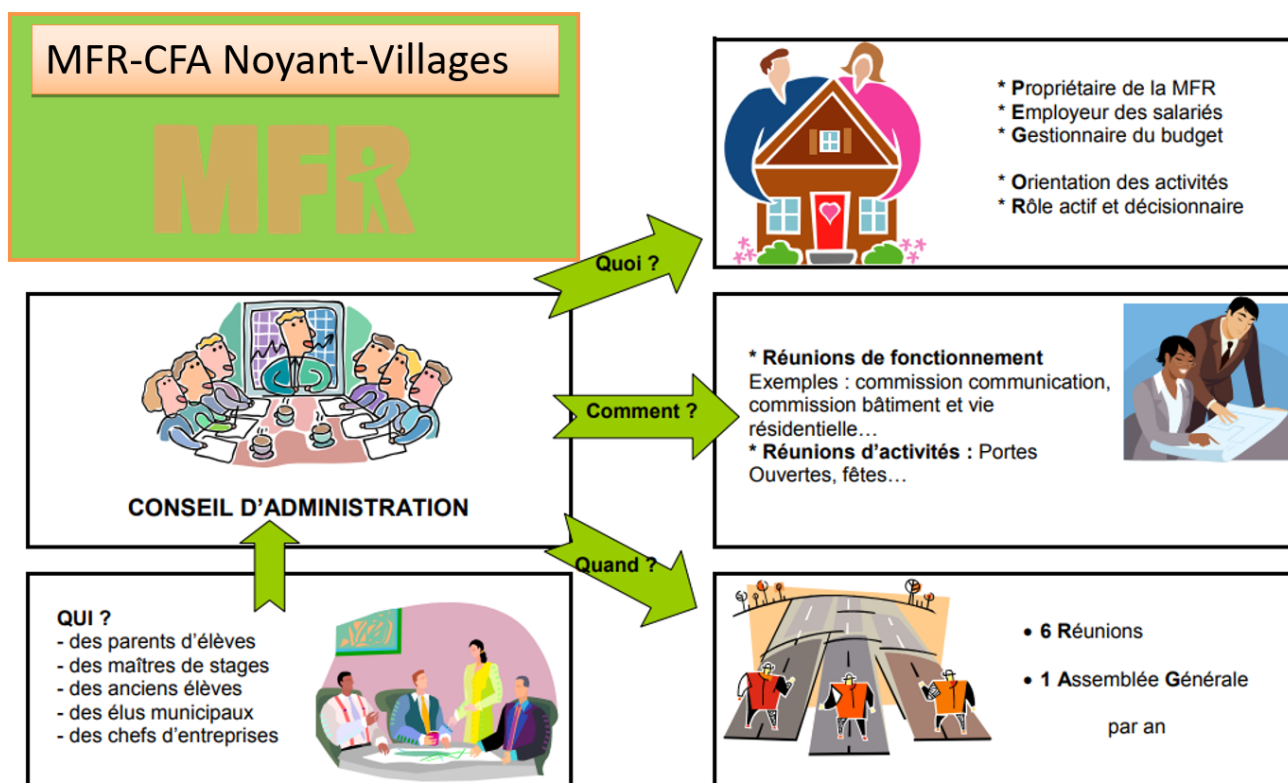 MFR-CFA Noyant-Villages
MFR
* Propriétaire de la MFR
* Employeur des salariés
* Gestionnaire du budget
* Orientation des activités
* Rôle actif et décisionnaire
Quoi ?
CONSEIL D’ADMINISTRATION
Comment ?
* Réunions de fonctionnement
Exemples : commission communication,
commission bâtiment et vie
résidentielle…
* Réunions d’activités : Portes
Ouvertes, fêtes…
Quand ?
QUI ?
- des parents d’élèves
- des maîtres de stages
- des anciens élèves
- des élus municipaux
- des chefs d’entreprises
• 6 Réunions
• 1 Assemblée Générale
par an